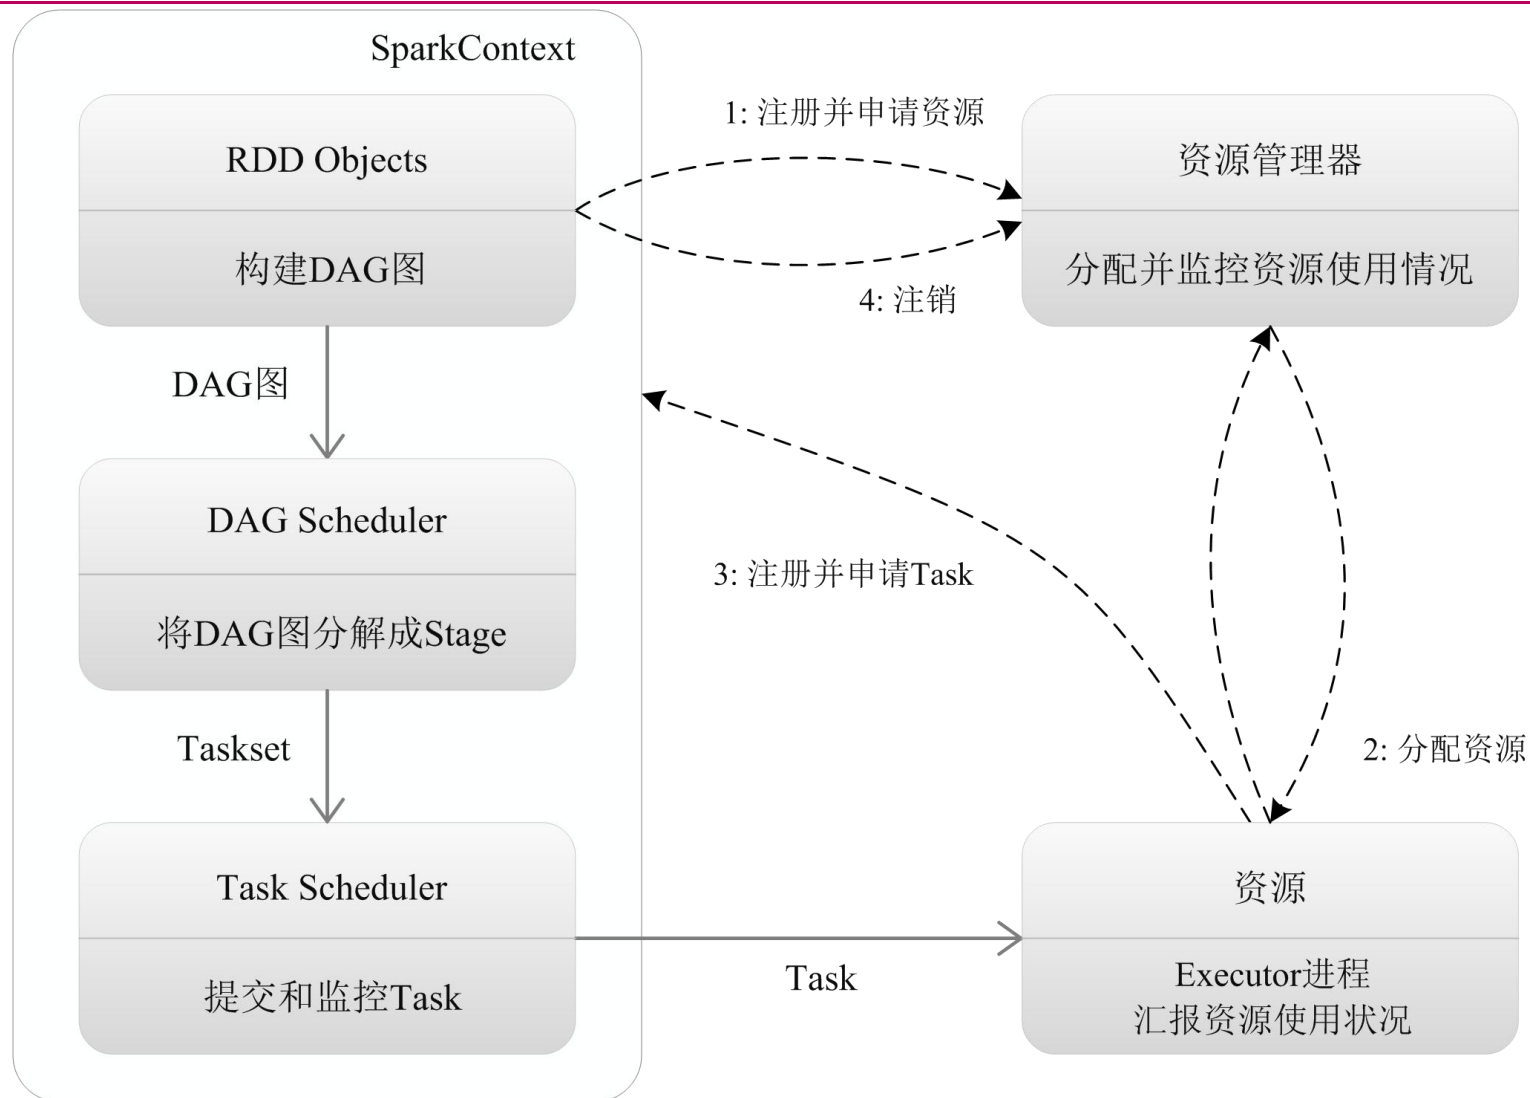 SparkContext
1: 注册并申请资源
RDD Objects
资源管理器
构建DAG图
分配并监控资源使用情况
4: 注销
DAG图
DAG Scheduler
3: 注册并申请Task
将DAG图分解成Stage
Taskset
2: 分配资源
Task Scheduler
资源
Task
提交和监控Task
Executor进程
汇报资源使用状况